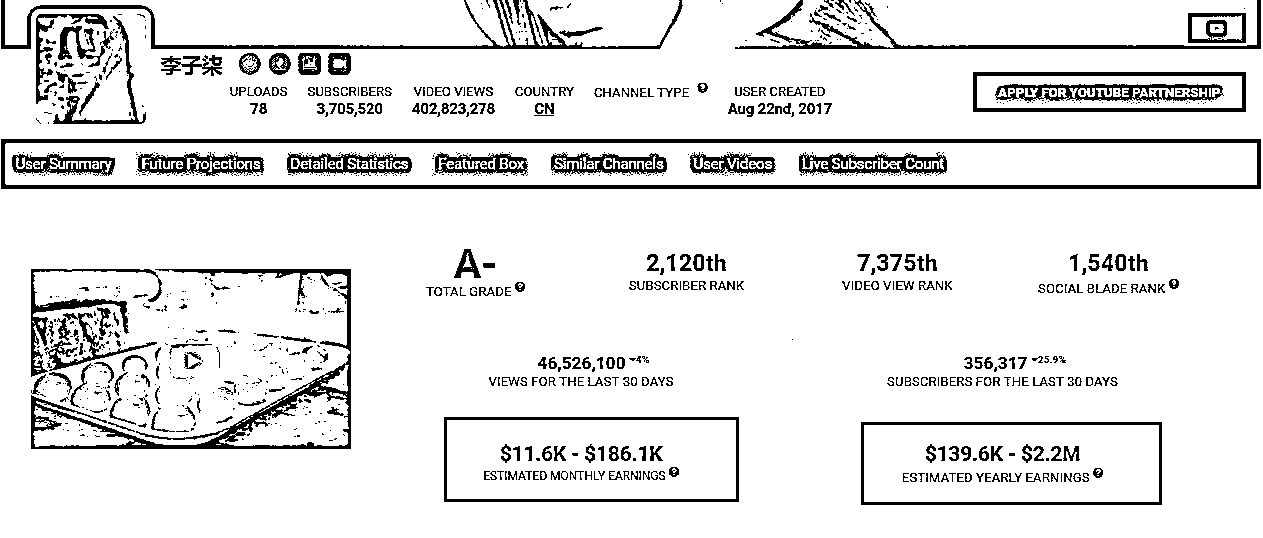 李子柒
UPLOADS SUBSCRIBERS VIDEO VIEWS COUNTRY CHANNEL TYPE USER CREATED
78 3,705,520 402,823,278 CN Aug 22nd, 2017
APPLY FOR YOUTUBE PARTNERSHIP
User Summary Future Projections Detailed Statistics Featured Box Similar Channels User Videos Live Subscriber Count
A- 2,120th 7,375th 1,540th
TOTAL GRADE SUBSCRIBER RANK VIDEO VIEW RANK SOCIAL BLADE RANK
46,526,100 -4% 356,317 -25.9%
VIEWS FOR THE LAST 30 DAYS SUBSCRIBERS FOR THE LAST 30 DAYS
$11.6K - $186.1K $139.6K - $2.2M
ESTIMATED MONTHLY EARNINGS ESTIMATED YEARLY EARNINGS